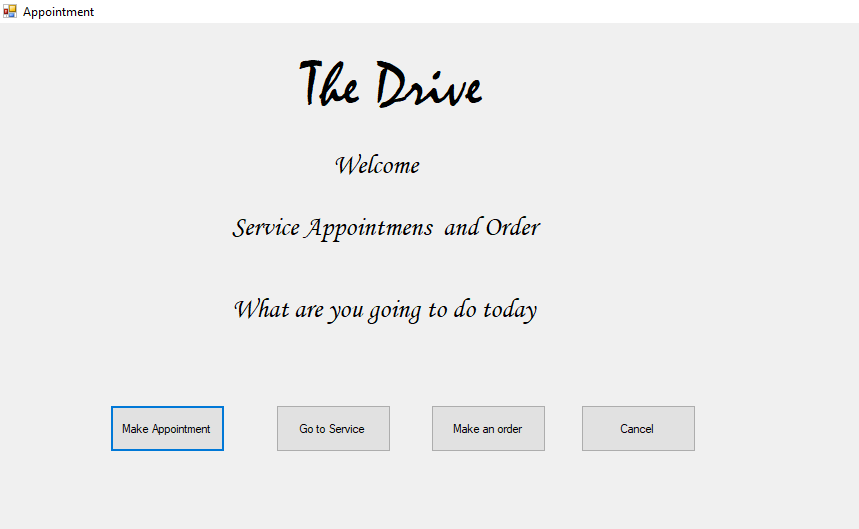 Appointment
The Drive
Welcome
Service Appointmens and Order
What are you going to do today
Make Appointment
Go to Service
Make an order
Cancel